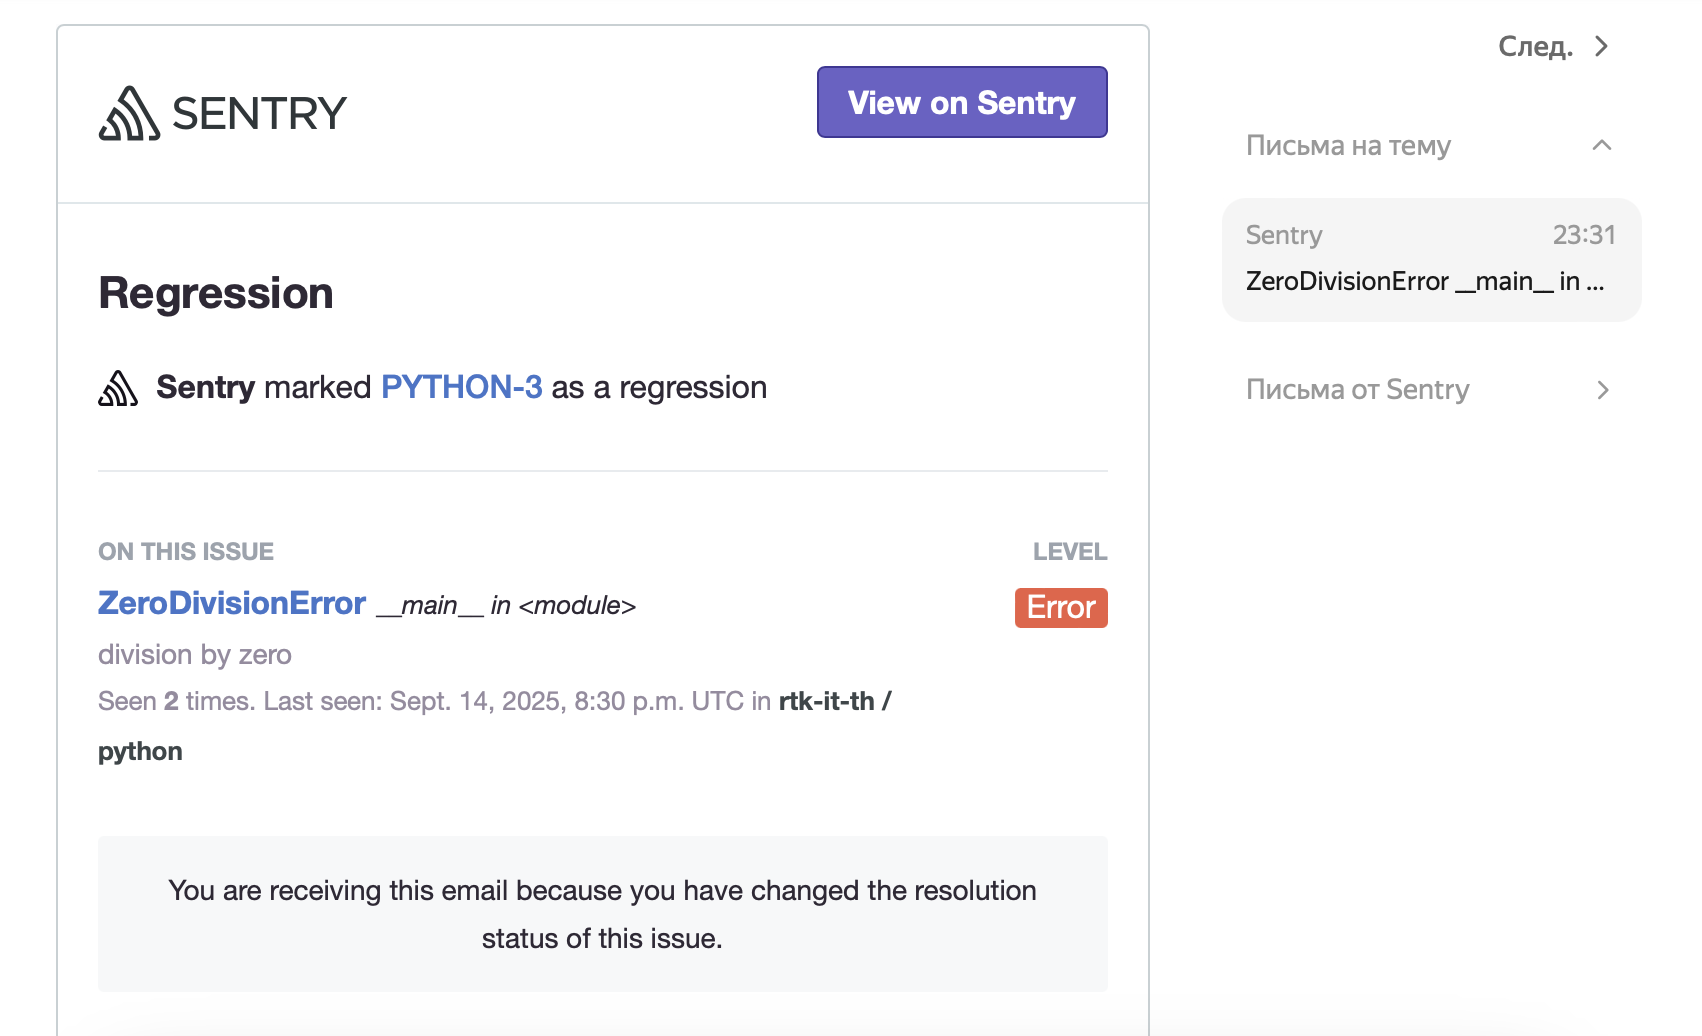 SENTRY
View on Sentry
Regression
Sentry marked PYTHON-3 as a regression
ON THIS ISSUE
LEVEL
ZeroDivisionError __main__ in <module>
Error
division by zero
Seen 2 times. Last seen: Sept. 14, 2025, 8:30 p.m. UTC in rtk-it-th /
python
You are receiving this email because you have changed the resolution
status of this issue.
След.
Письма на тему
Sentry
23:31
ZeroDivisionError __main__ in ...
Письма от Sentry